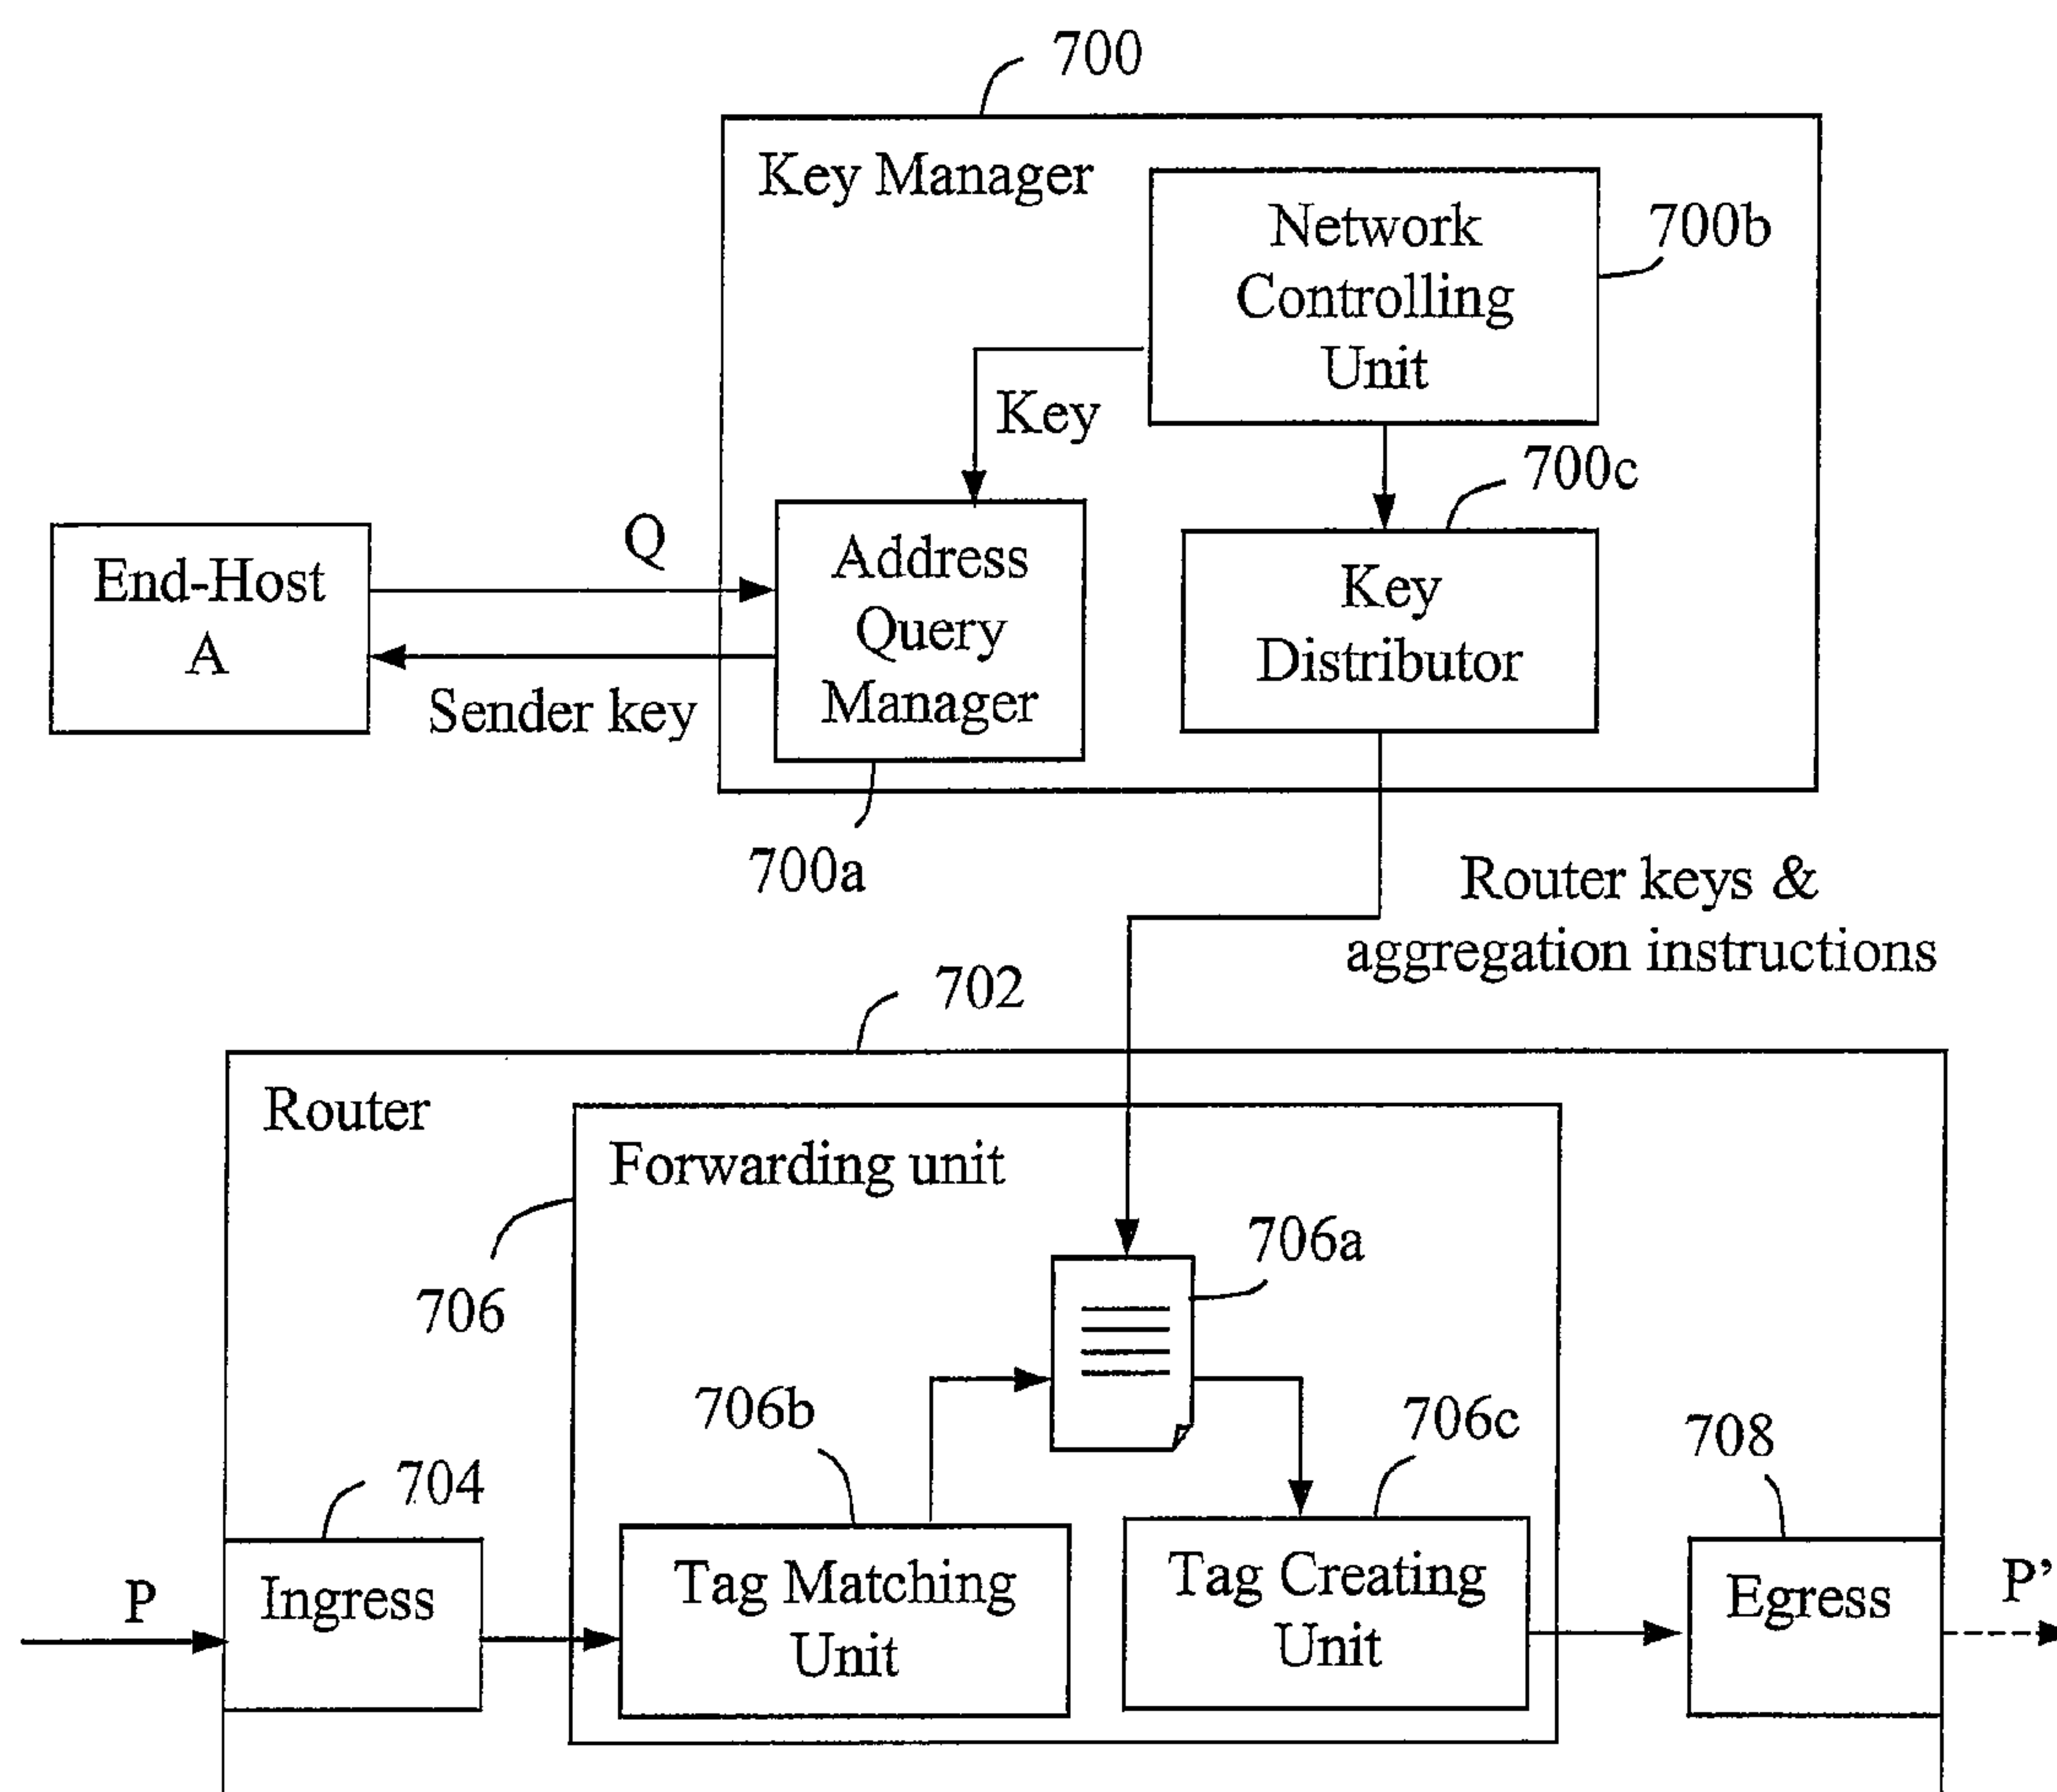 700
Key Manager
Network
Controlling
Unit
700b
Key
700c
End-Host
A
Q
Sender key
Address
Query
Manager
Key
Distributor
700a
Router keys &
aggregation instructions
702
Router
Forwarding unit
706
706a
706b
706c
704
708
P
Ingress
Tag Matching
Unit
Tag Creating
Unit
Egress
P’